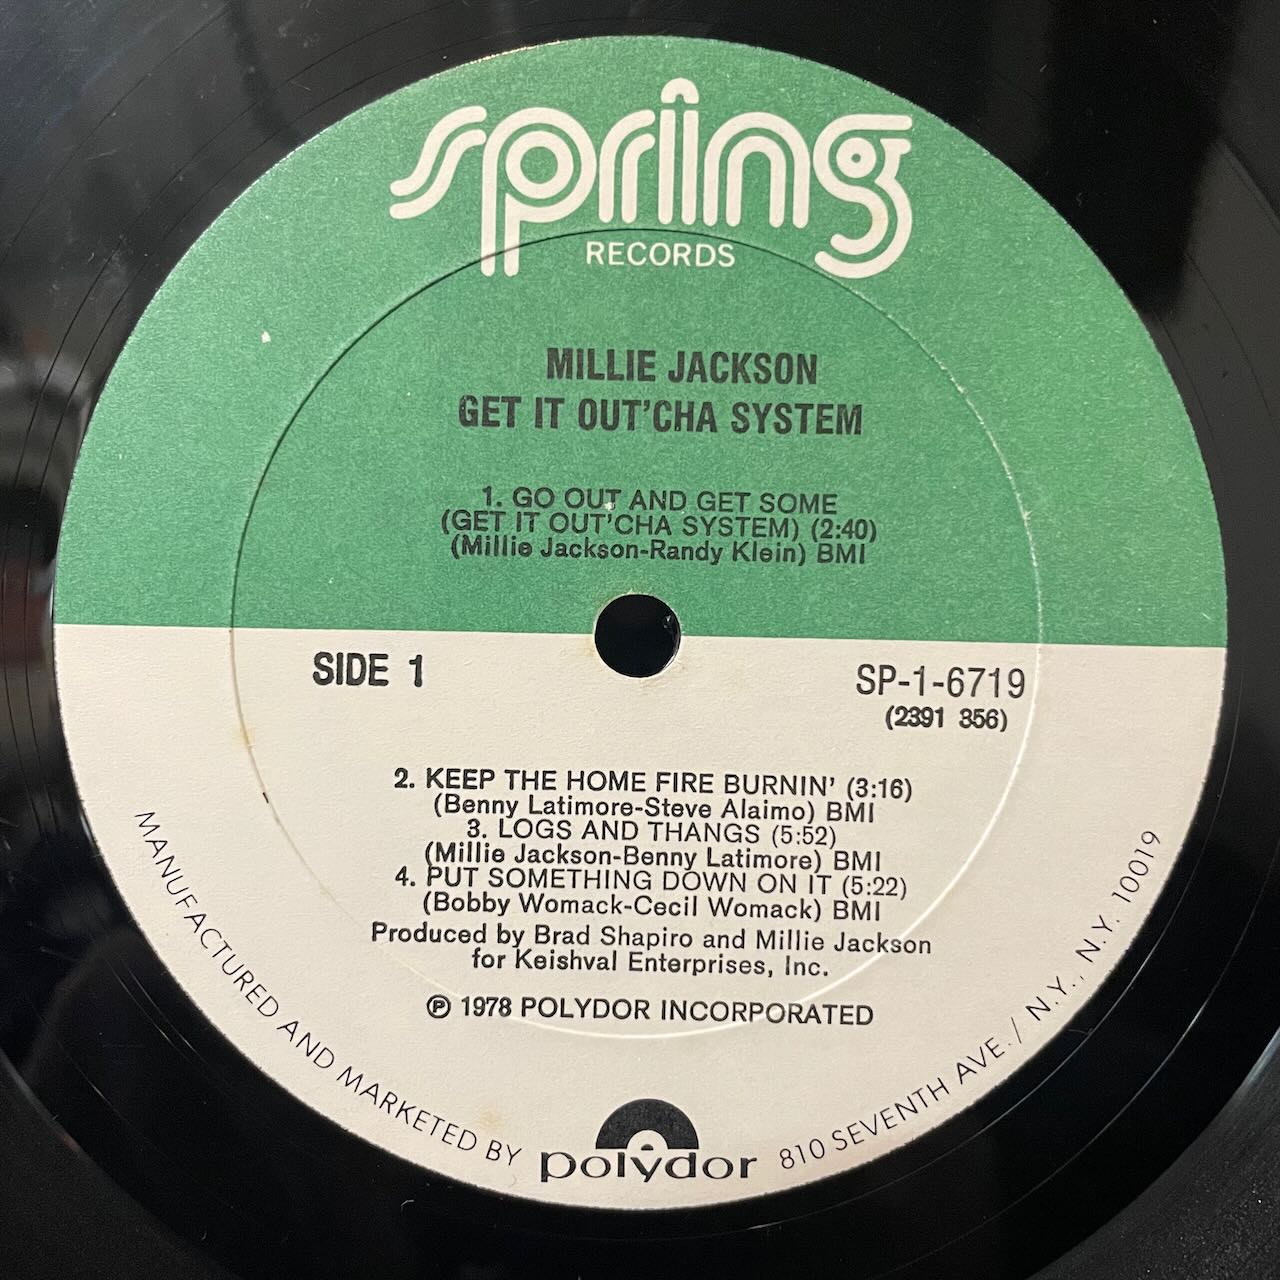 spring
RECORDS
MILLIE JACKSON
GET IT OUT'CHA SYSTEM
1. GO OUT AND GET SOME
(GET IT OUT'CHA SYSTEM) (2:40)
(Millie Jackson-Randy Klein) BMI
SIDE 1
SP-1-6719
(2391 356)
2. KEEP THE HOME FIRE BURNIN' (3:16)
(Benny Latimore-Steve Alaimo) BMI
3. LOGS AND THANGS (5:52)
(Millie Jackson-Benny Latimore) BMI
4. PUT SOMETHING DOWN ON IT (5:22)
(Bobby Womack-Cecil Womack) BMI
Produced by Brad Shapiro and Millie Jackson
for Keishval Enterprises, Inc.
℗ 1978 POLYDOR INCORPORATED
MANUFACTURED AND MARKETED BY polydor 810 SEVENTH AVE. / N.Y., N.Y. 10019